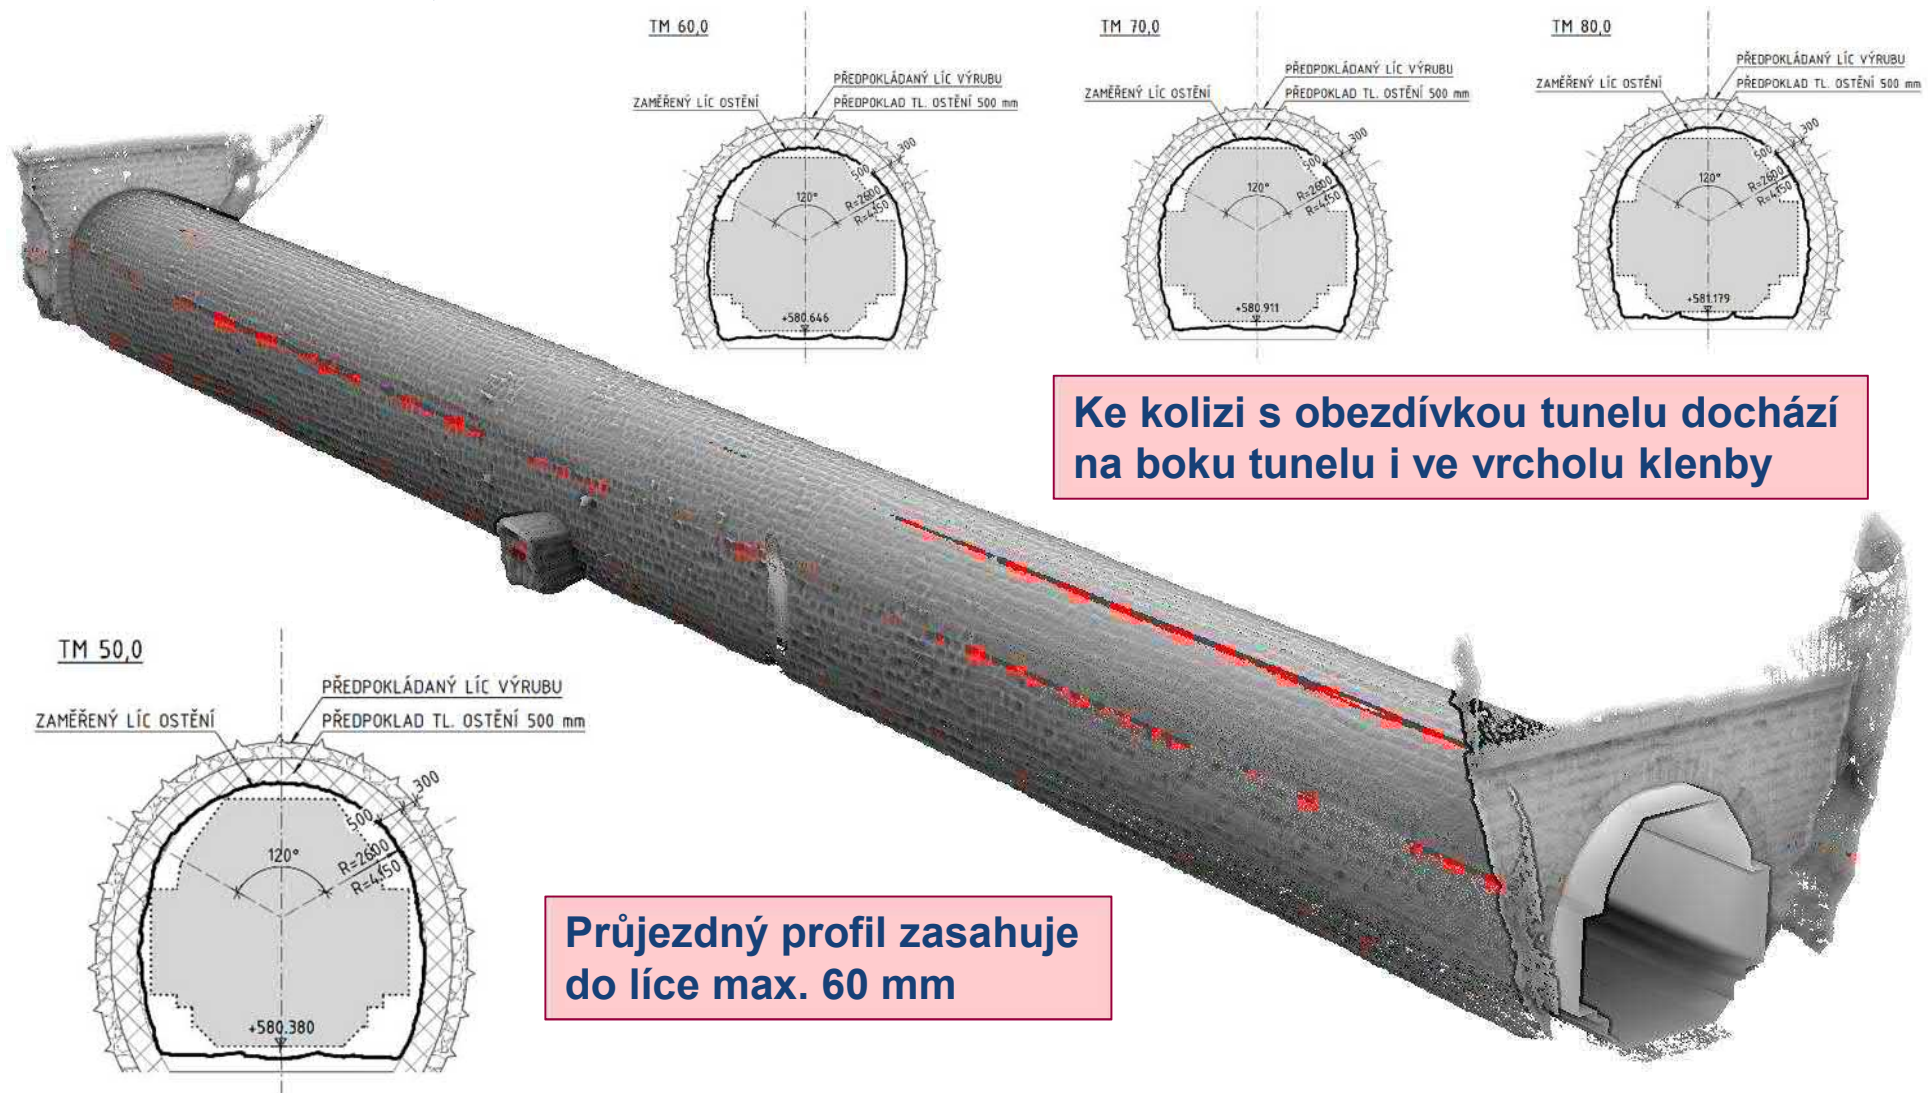 TM 60,0
PŘEDPOKLÁDANÝ LÍC VÝRUBU
ZAMĚŘENÝ LÍC OSTĚNÍ
PŘEDPOKLAD TL. OSTĚNÍ 500 mm
300
500
120°
R=2600
R=4150
+580.646
TM 70,0
PŘEDPOKLÁDANÝ LÍC VÝRUBU
ZAMĚŘENÝ LÍC OSTĚNÍ
PŘEDPOKLAD TL. OSTĚNÍ 500 mm
300
500
120°
R=2600
R=4150
+580.911
TM 80,0
PŘEDPOKLÁDANÝ LÍC VÝRUBU
ZAMĚŘENÝ LÍC OSTĚNÍ
PŘEDPOKLAD TL. OSTĚNÍ 500 mm
300
500
120°
R=2600
R=4150
+581.179
Ke kolizi s obezdívkou tunelu dochází
na boku tunelu i ve vrcholu klenby
TM 50,0
PŘEDPOKLÁDANÝ LÍC VÝRUBU
ZAMĚŘENÝ LÍC OSTĚNÍ
PŘEDPOKLAD TL. OSTĚNÍ 500 mm
300
500
120°
R=2600
R=4150
+580.380
Průjezdný profil zasahuje
do líce max. 60 mm